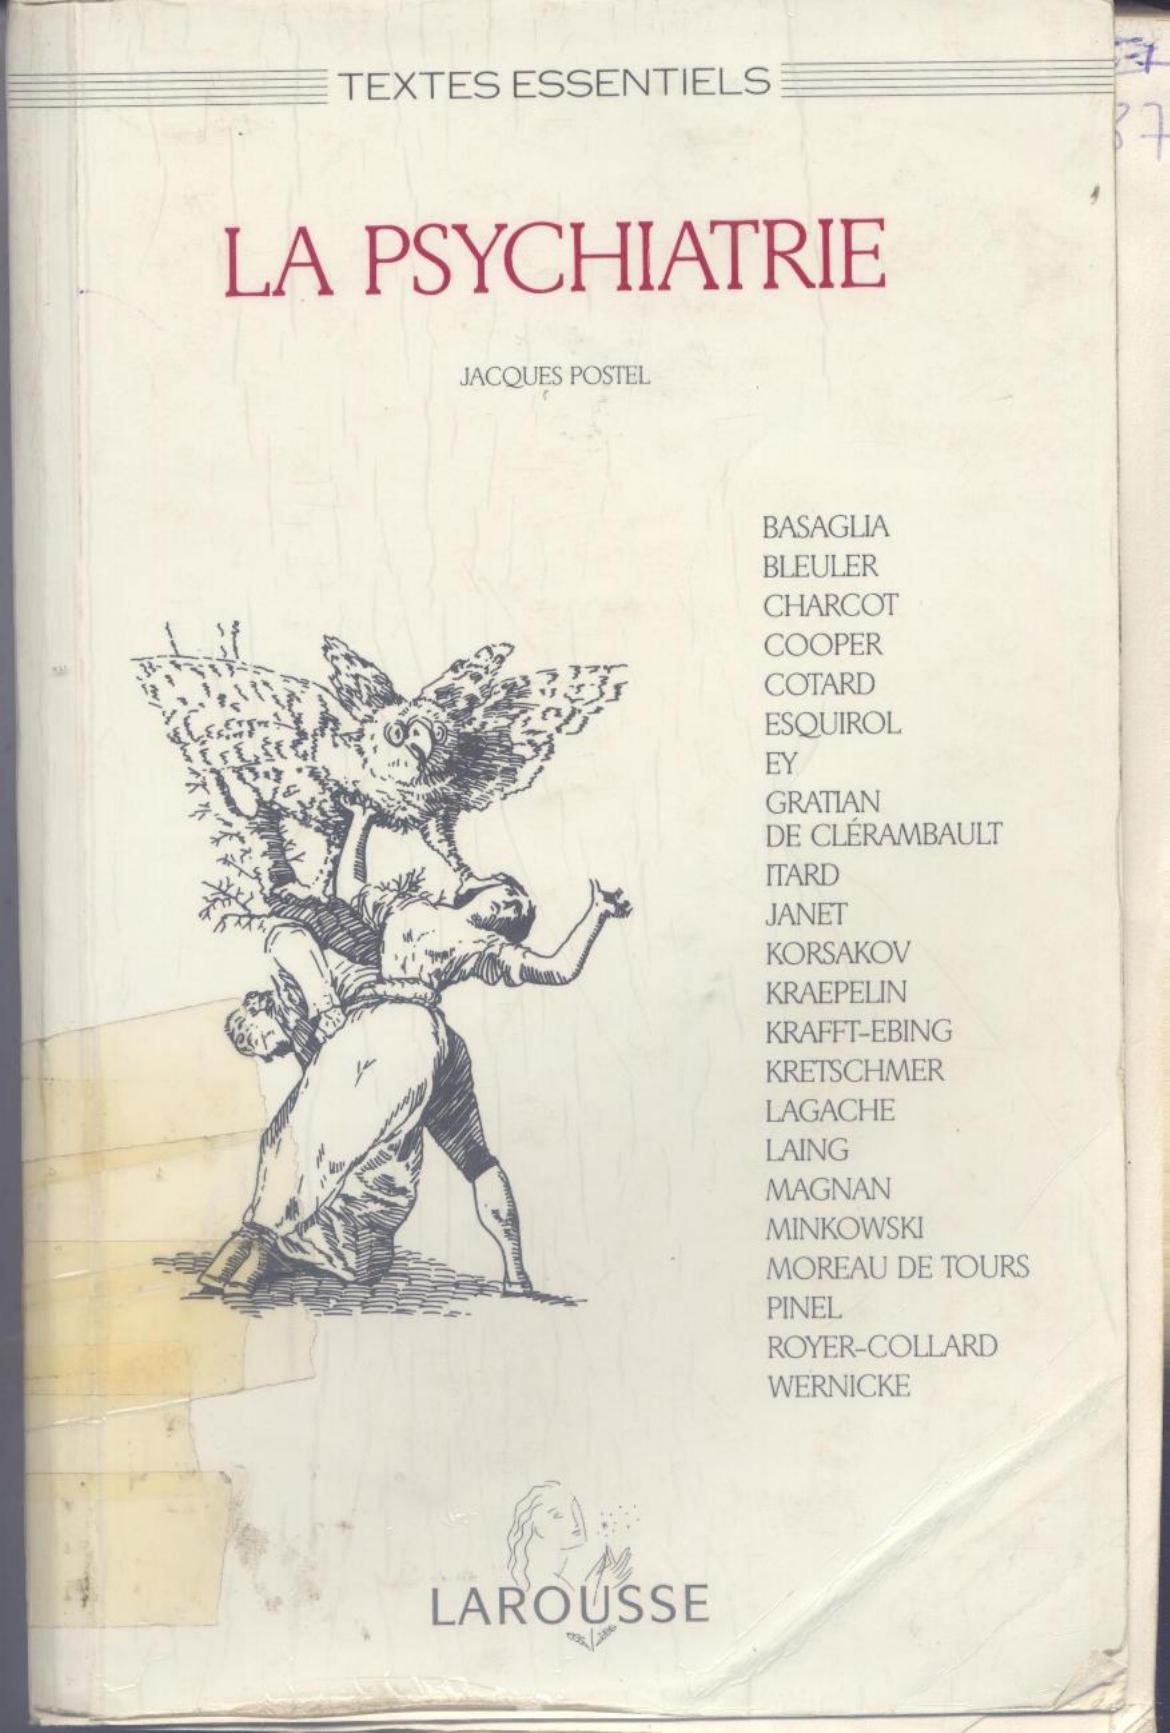 TEXTES ESSENTIELS
LA PSYCHIATRIE
JACQUES POSTEL
BASAGLIA
BLEULER
CHARCOT
COOPER
COTARD
ESQUIROL
EY
GRATIAN
DE CLÉRAMBAULT
ITARD
JANET
KORSAKOV
KRAEPELIN
KRAFFT-EBING
KRETSCHMER
LAGACHE
LAING
MAGNAN
MINKOWSKI
MOREAU DE TOURS
PINEL
ROYER-COLLARD
WERNICKE
LAROUSSE